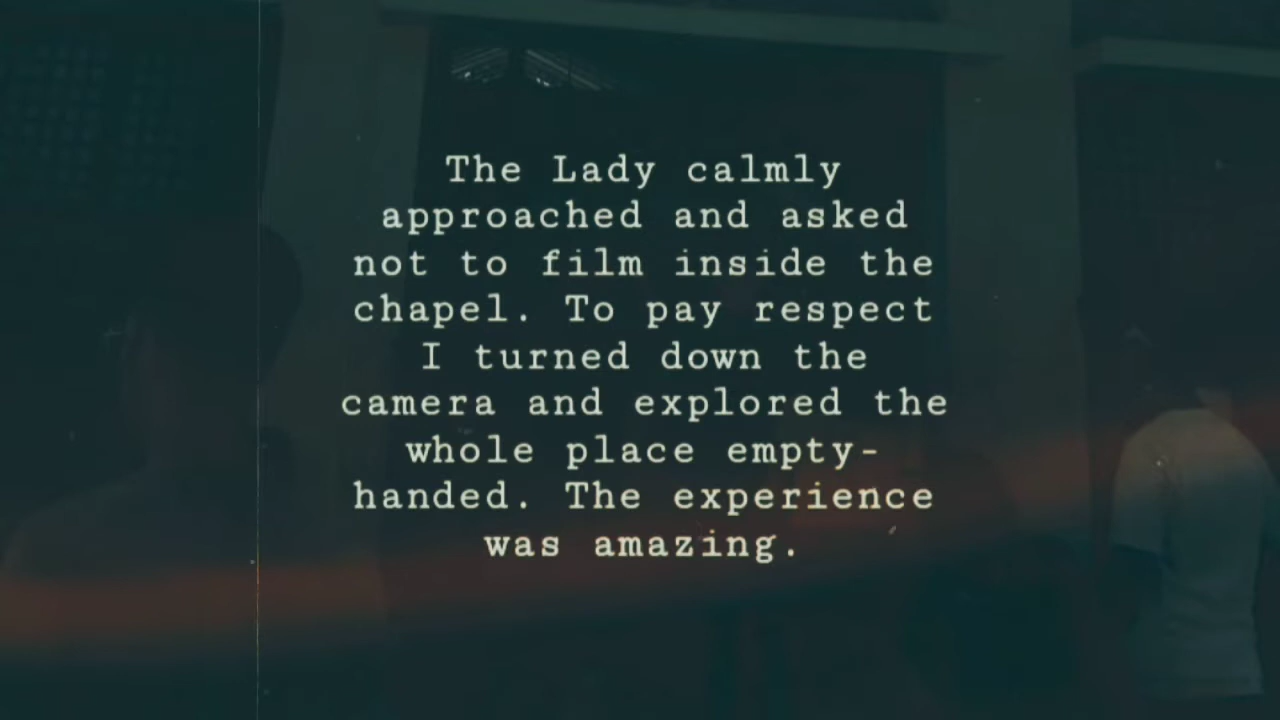 The Lady calmly
approached and asked
not to film inside the
chapel. To pay respect
I turned down the
camera and explored the
whole place empty-
handed. The experience
was amazing.